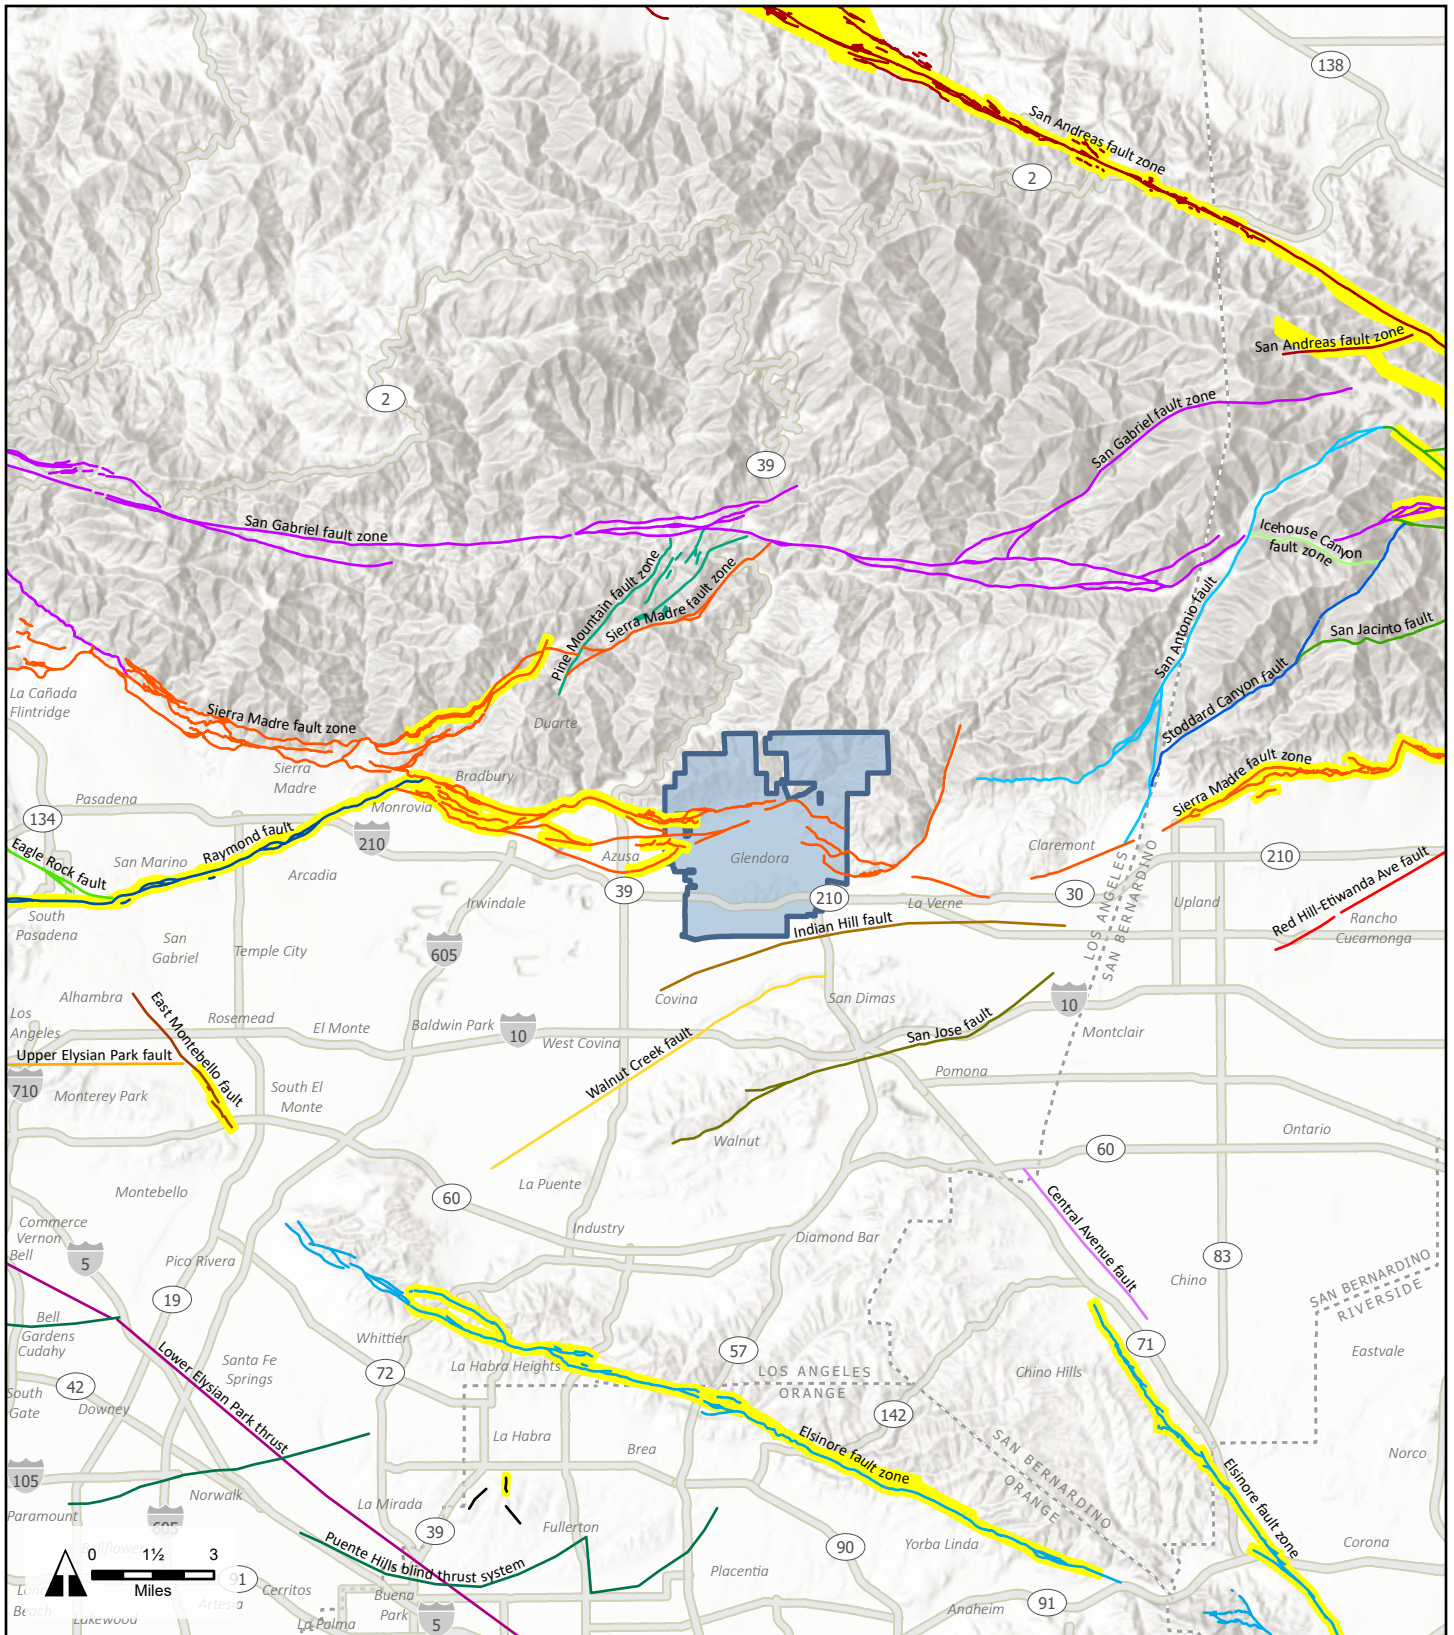 138
San Andreas fault zone
2
San Andreas fault zone
2
San Gabriel fault zone
39
San Gabriel fault zone
Icehouse Canyon
fault zone
Pine Mountain fault zone
Sierra Madre fault zone
San Antonio fault
San Jacinto fault
Stoddard Canyon fault
La Cañada
Flintridge
Sierra Madre fault zone
Duarte
Sierra
Madre
Bradbury
Sierra Madre fault zone
Pasadena
Monrovia
134
210
Raymond fault
Eagle Rock fault
San Marino
Arcadia
Azusa
Glendora
Claremont
210
39
210
30
Irwindale
La Verne
Upland
Red Hill-Etiwanda Ave fault
Rancho
Cucamonga
South
Pasadena
San
Gabriel
Temple City
605
Indian Hill fault
LOS ANGELES
SAN BERNARDINO
Alhambra
East Montebello fault
Covina
San Dimas
10
Los
Angeles
Rosemead
El Monte
Baldwin Park
10
West Covina
San Jose fault
Montclair
Upper Elysian Park fault
Walnut Creek fault
710
Monterey Park
South El
Monte
Pomona
Walnut
Ontario
60
Montebello
60
La Puente
Central Avenue fault
Commerce
Vernon
Bell
5
Industry
Diamond Bar
83
Pico Rivera
Chino
SAN BERNARDINO
RIVERSIDE
19
Bell
Gardens
Cudahy
Whittier
71
Lower Elysian Park thrust
Santa Fe
Springs
72
La Habra Heights
57
LOS ANGELES
ORANGE
Chino Hills
Eastvale
42
South
Gate
Downey
142
La Habra
Brea
Elsinore fault zone
SAN BERNARDINO
ORANGE
Norco
105
Norwalk
Elsinore fault zone
Paramount
605
La Mirada
39
Fullerton
Puente Hills blind thrust system
90
Yorba Linda
Corona
Bellflower
0 1½ 3
Miles
91
Placentia
Cerritos
Artesia
Buena
Park
5
91
Anaheim
Lakewood
La Palma